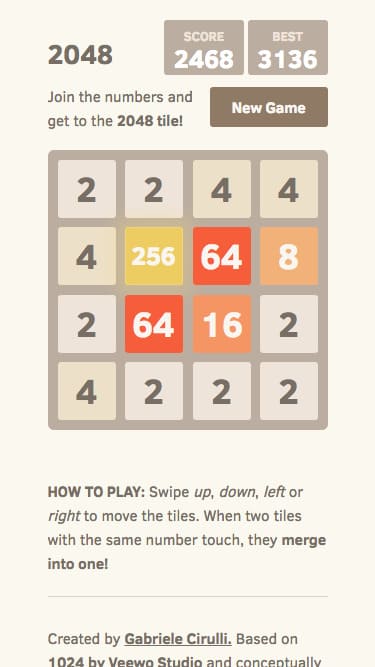 2048
SCORE
2468
BEST
3136
Join the numbers and
get to the 2048 tile!
New Game
2 2 4 4
4 256 64 8
2 64 16 2
4 2 2 2
HOW TO PLAY: Swipe up, down, left or
right to move the tiles. When two tiles
with the same number touch, they merge
into one!
Created by Gabriele Cirulli. Based on
1024 by Veewo Studio and conceptually